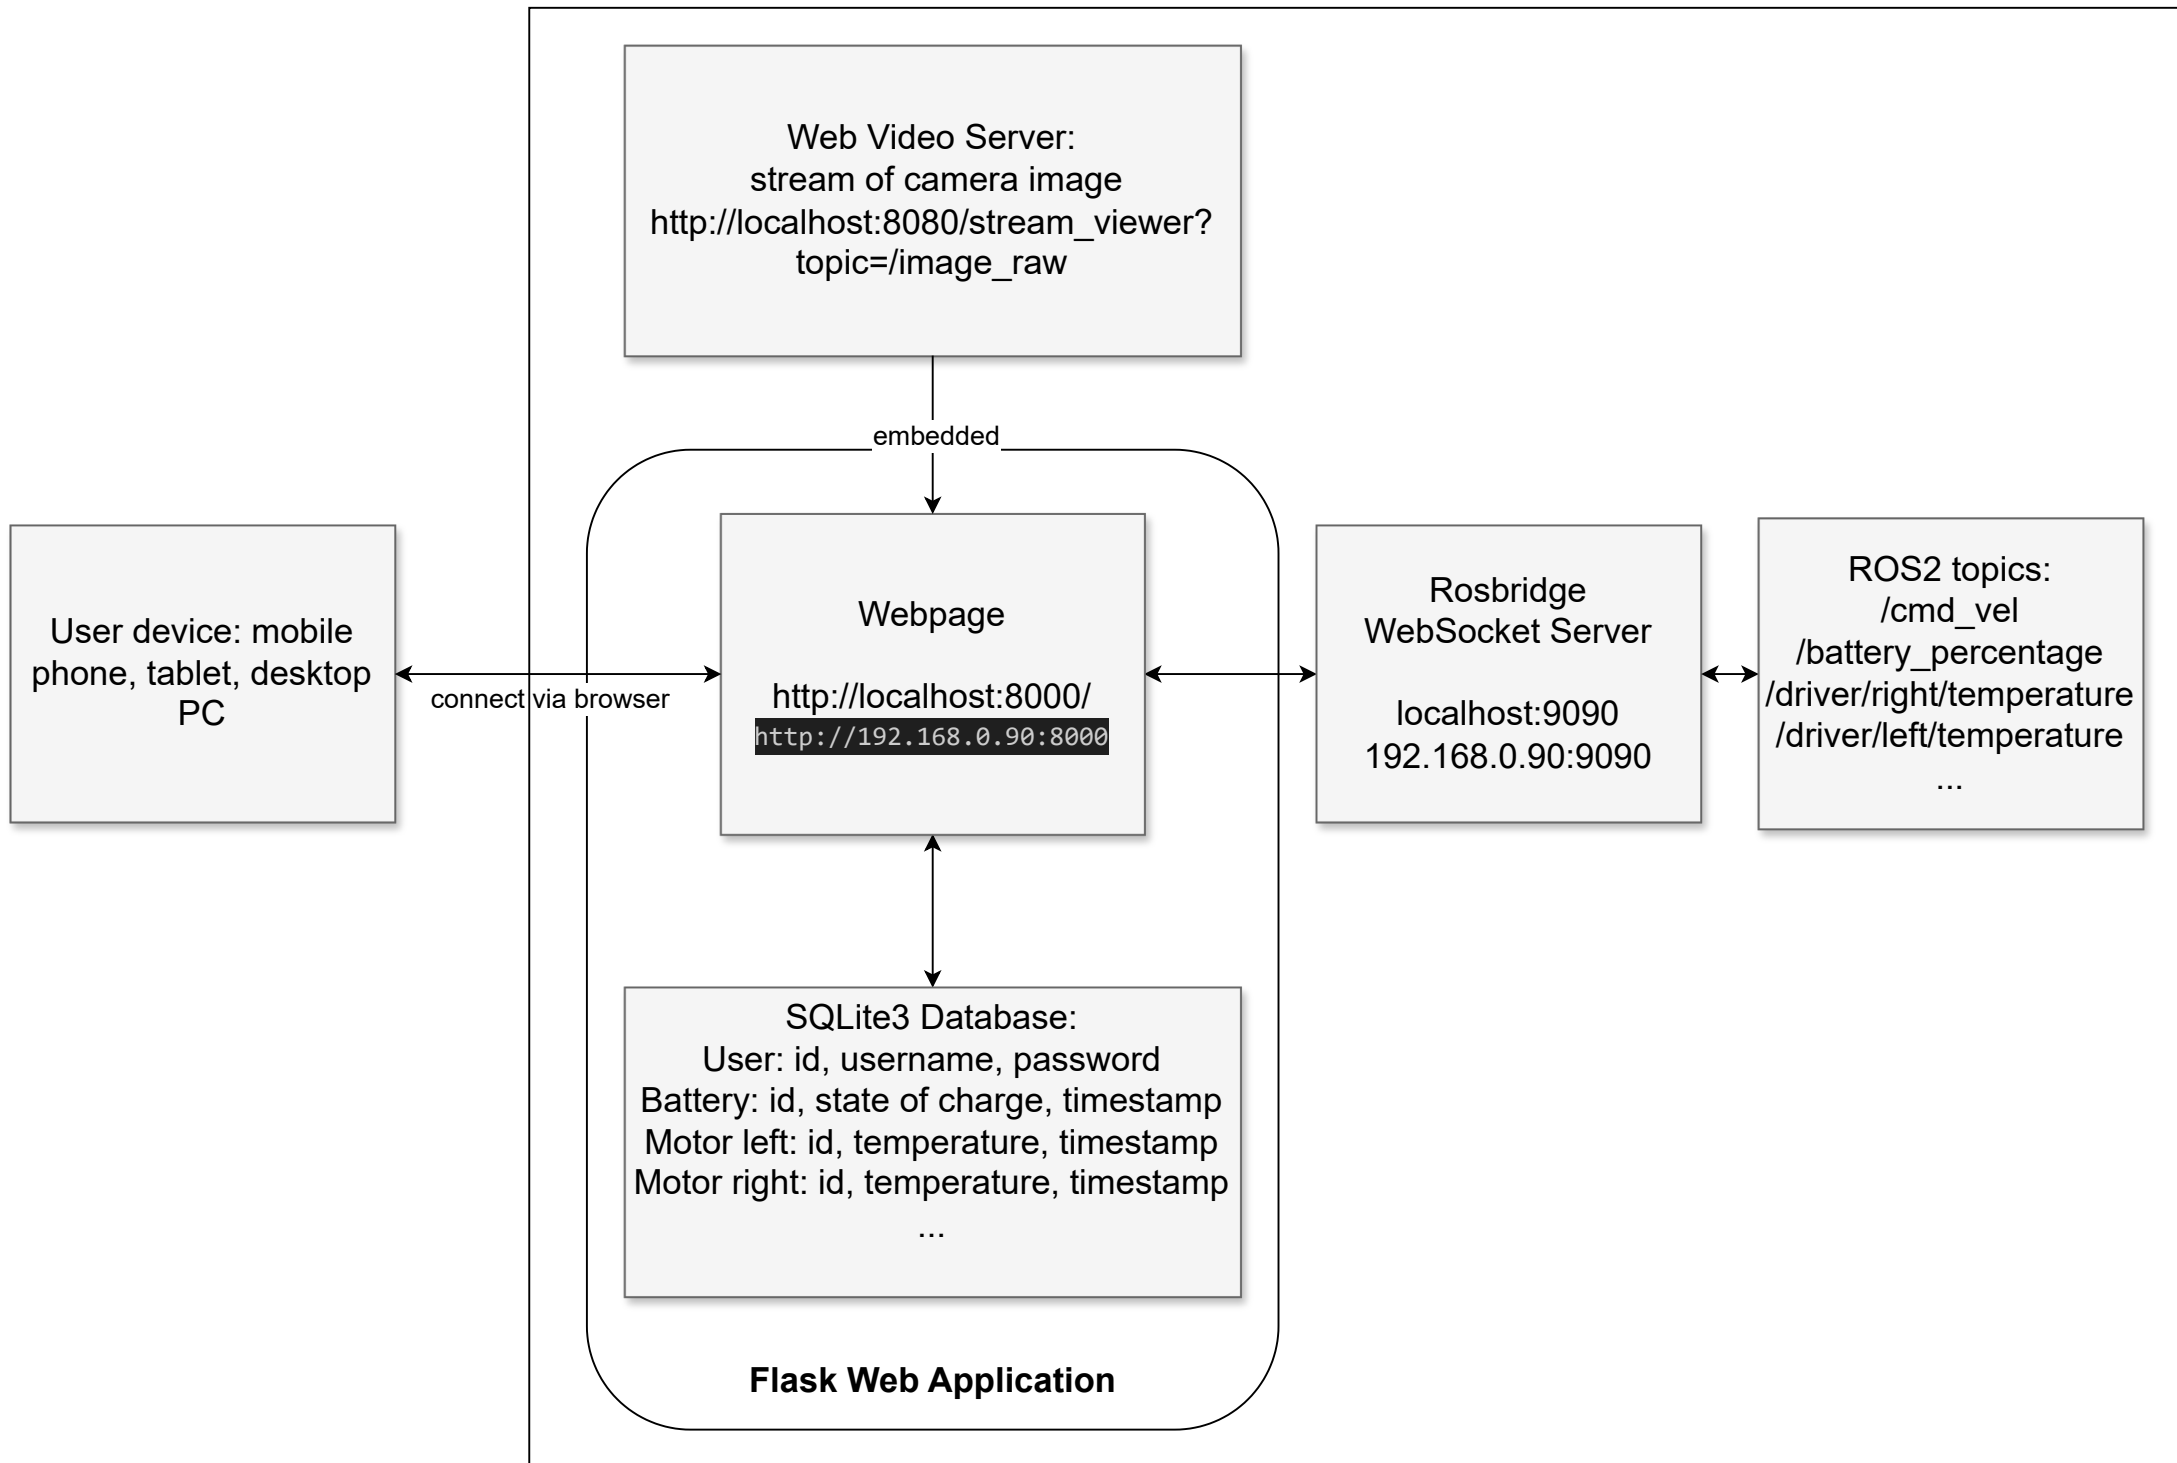 Web Video Server:
stream of camera image
http://localhost:8080/stream_viewer?
topic=/image_raw
embedded
User device: mobile
phone, tablet, desktop
PC
connect via browser
Webpage
http://localhost:8000/
http://192.168.0.90:8000
Rosbridge
WebSocket Server
localhost:9090
192.168.0.90:9090
ROS2 topics:
/cmd_vel
/battery_percentage
/driver/right/temperature
/driver/left/temperature
...
SQLite3 Database:
User: id, username, password
Battery: id, state of charge, timestamp
Motor left: id, temperature, timestamp
Motor right: id, temperature, timestamp
...
Flask Web Application